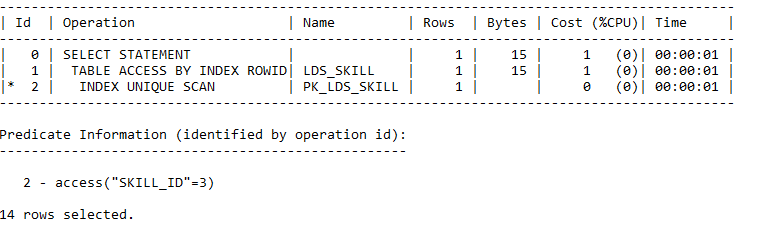 --------------------------------------------------------------------------------------------
| Id  | Operation                   | Name         | Rows  | Bytes | Cost (%CPU)| Time     |
--------------------------------------------------------------------------------------------
|   0 | SELECT STATEMENT            |              |     1 |    15 |     1   (0)| 00:00:01 |
|   1 |  TABLE ACCESS BY INDEX ROWID| LDS_SKILL    |     1 |    15 |     1   (0)| 00:00:01 |
|*  2 |   INDEX UNIQUE SCAN         | PK_LDS_SKILL |     1 |       |     0   (0)| 00:00:01 |
--------------------------------------------------------------------------------------------
Predicate Information (identified by operation id):
---------------------------------------------------
2 - access("SKILL_ID"=3)
14 rows selected.